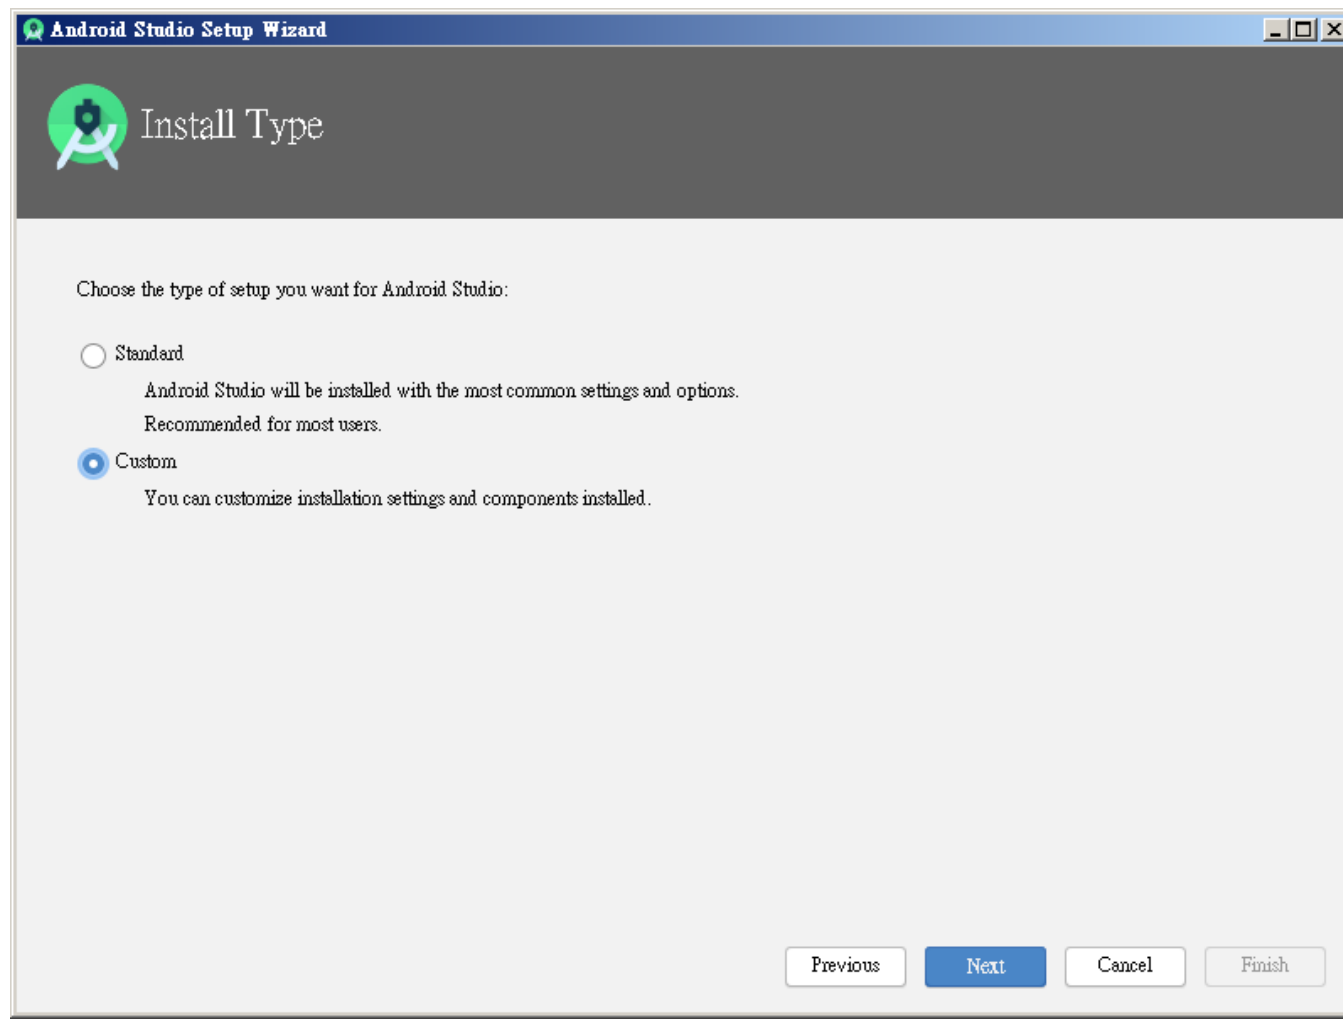 Android Studio Setup Wizard
Install Type
Choose the type of setup you want for Android Studio:
Standard
Android Studio will be installed with the most common settings and options.
Recommended for most users.
Custom
You can customize installation settings and components installed.
Previous Next Cancel Finish